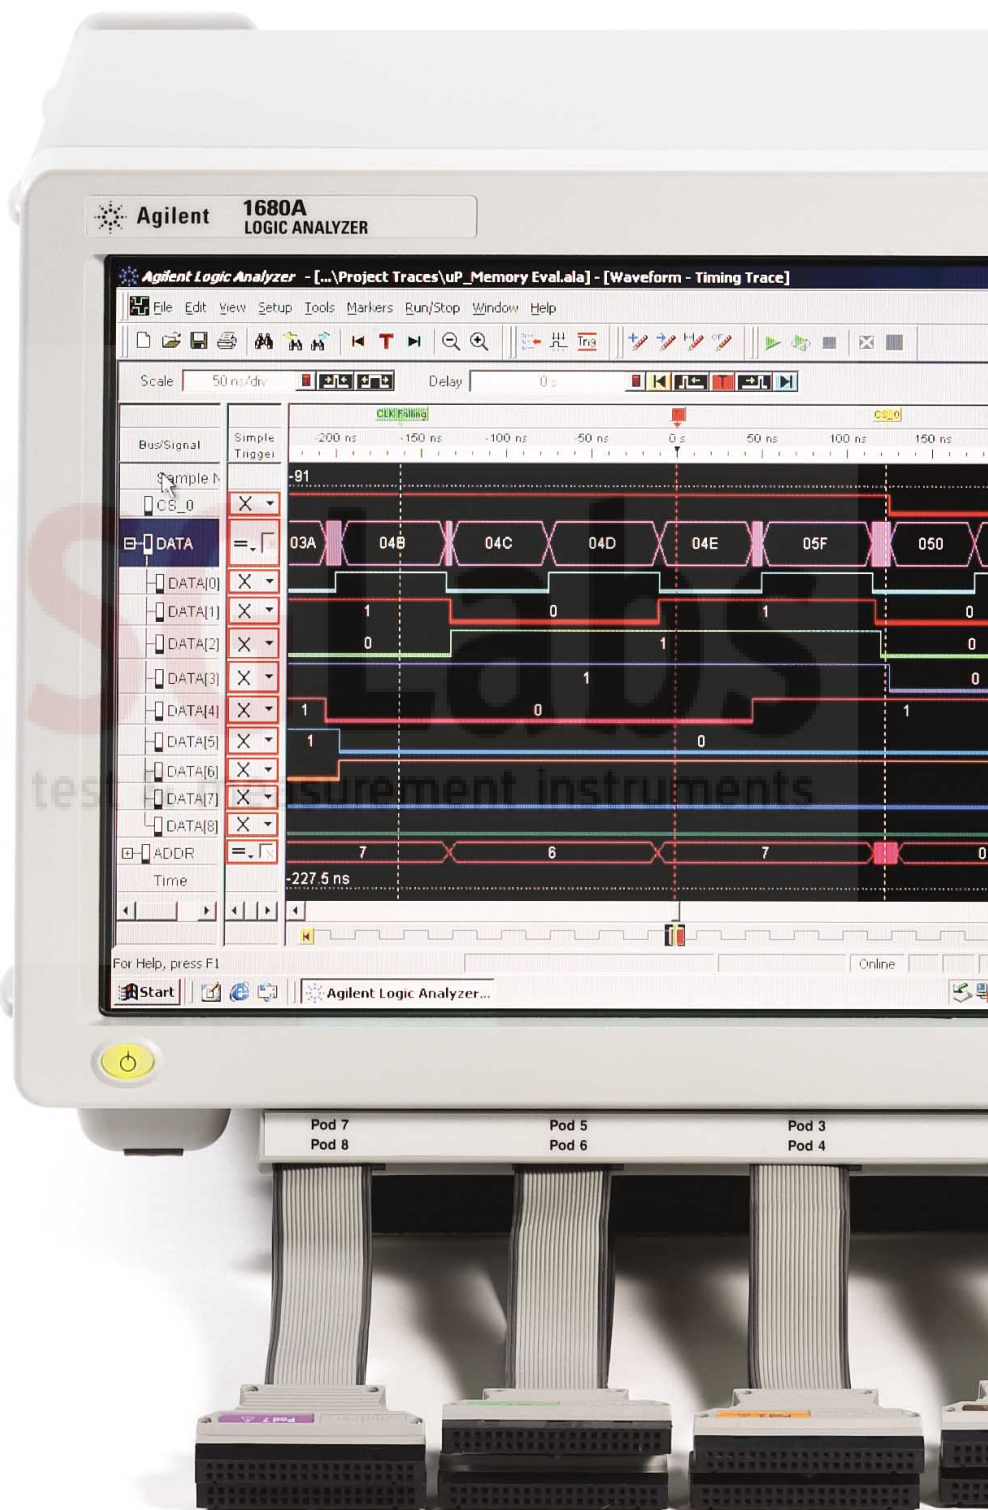 Agilent 1680A
LOGIC ANALYZER
Agilent Logic Analyzer - [...\Project Traces\uP_Memory Eval.ala] - [Waveform - Timing Trace]
File Edit View Setup Tools Markers Run/Stop Window Help
T Trig
Scale 50 ns/div Delay 0 s T
CLK Falling T CS_0
Bus/Signal Simple Trigger -200 ns -150 ns -100 ns -50 ns 0 s 50 ns 100 ns 150 ns
Sample N -91
CS_0 X
DATA = 03A 04B 04C 04D 04E 05F 050
DATA[0] X
DATA[1] X 1 0 1 0
DATA[2] X 0 1 0
DATA[3] X 1 0
DATA[4] X 1 0 1
DATA[5] X 1 0
DATA[6] X
DATA[7] X
DATA[8] X
ADDR = 7 6 7 0
Time -227.5 ns
Labs
test & measurement instruments
For Help, press F1 Online
Start Agilent Logic Analyzer...
Pod 7 Pod 5 Pod 3
Pod 8 Pod 6 Pod 4
Pod 7